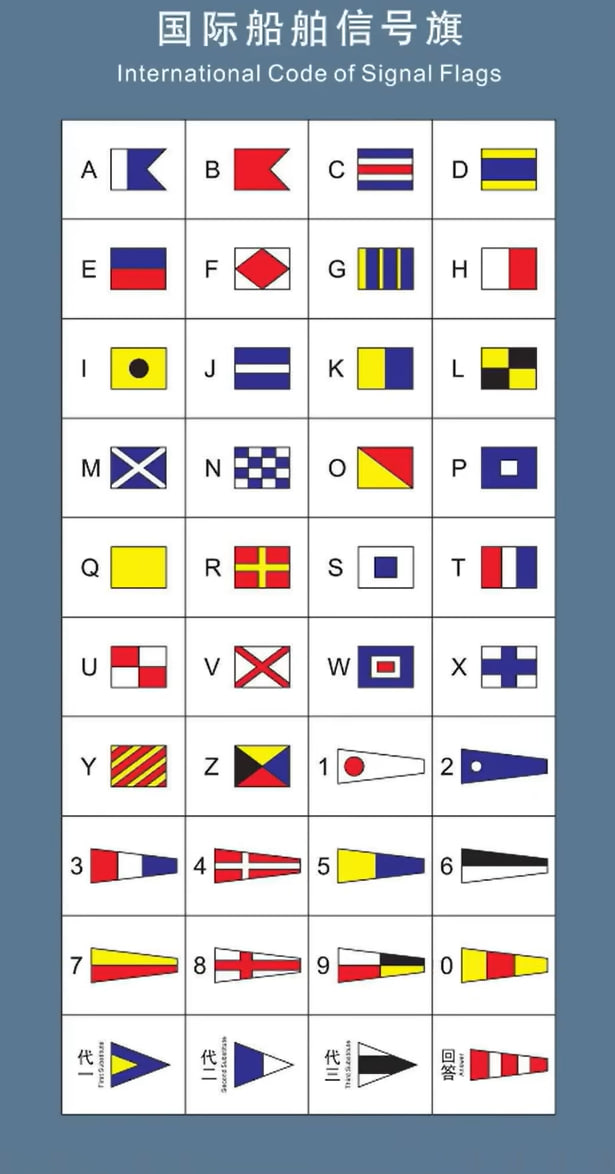 国际船舶信号旗
International Code of Signal Flags
A B C D
E F G H
I J K L
M N O P
Q R S T
U V W X
Y Z 1 2
3 4 5 6
7 8 9 0
代一 First Substitute 代二 Second Substitute 代三 Third Substitute 回答 Answer